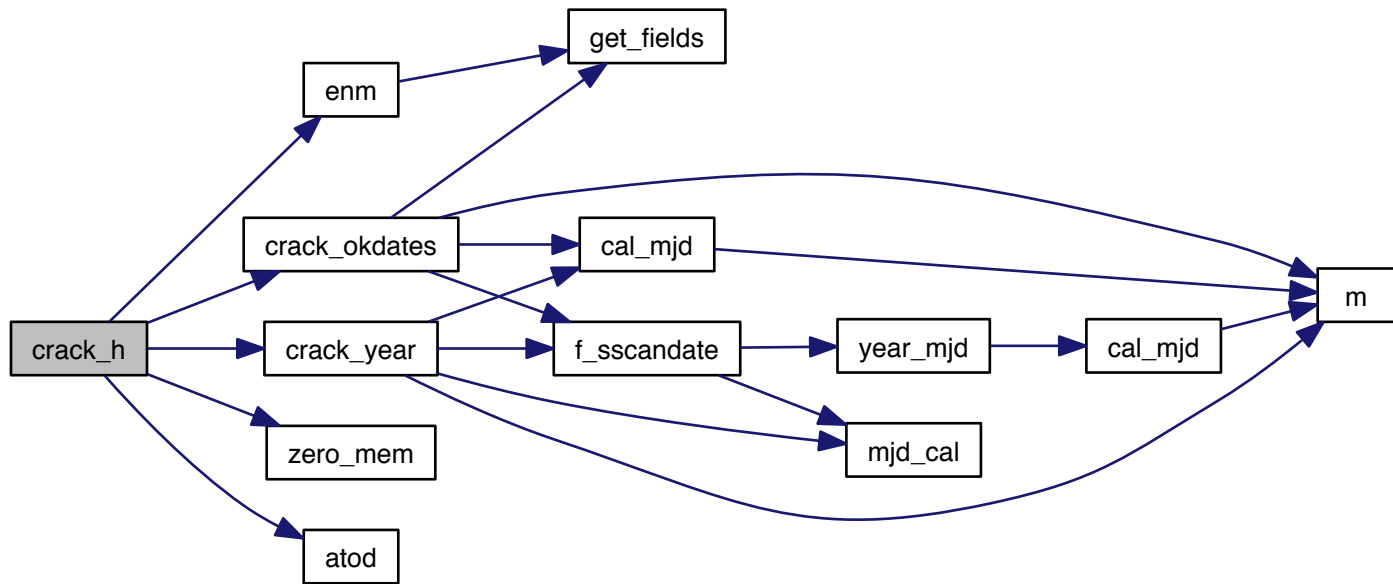 get_fields
enm
crack_okdates
cal_mjd
m
crack_h
crack_year
f_sscandate
year_mjd
cal_mjd
zero_mem
mjd_cal
atod